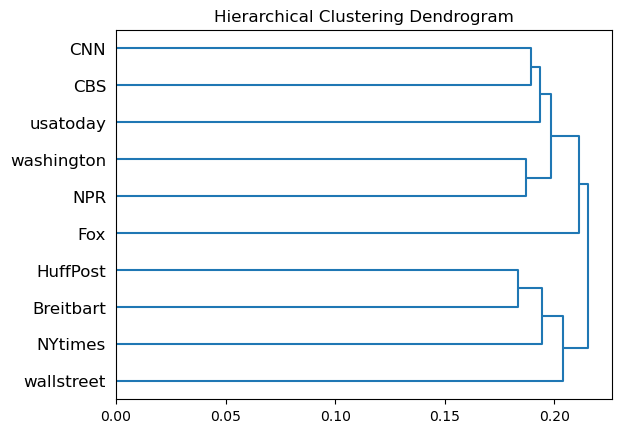 Hierarchical Clustering Dendrogram
CNN
CBS
usatoday
washington
NPR
Fox
HuffPost
Breitbart
NYtimes
wallstreet
0.00 0.05 0.10 0.15 0.20